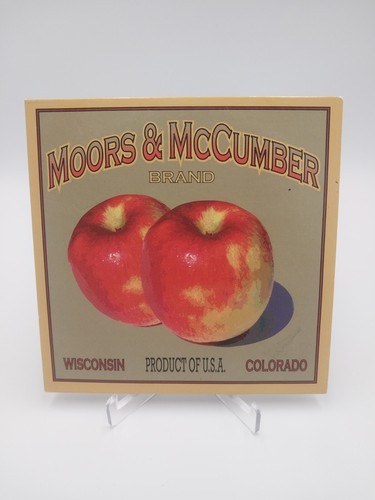 MOORS & MCCUMBER
BRAND
WISCONSIN PRODUCT OF U.S.A. COLORADO